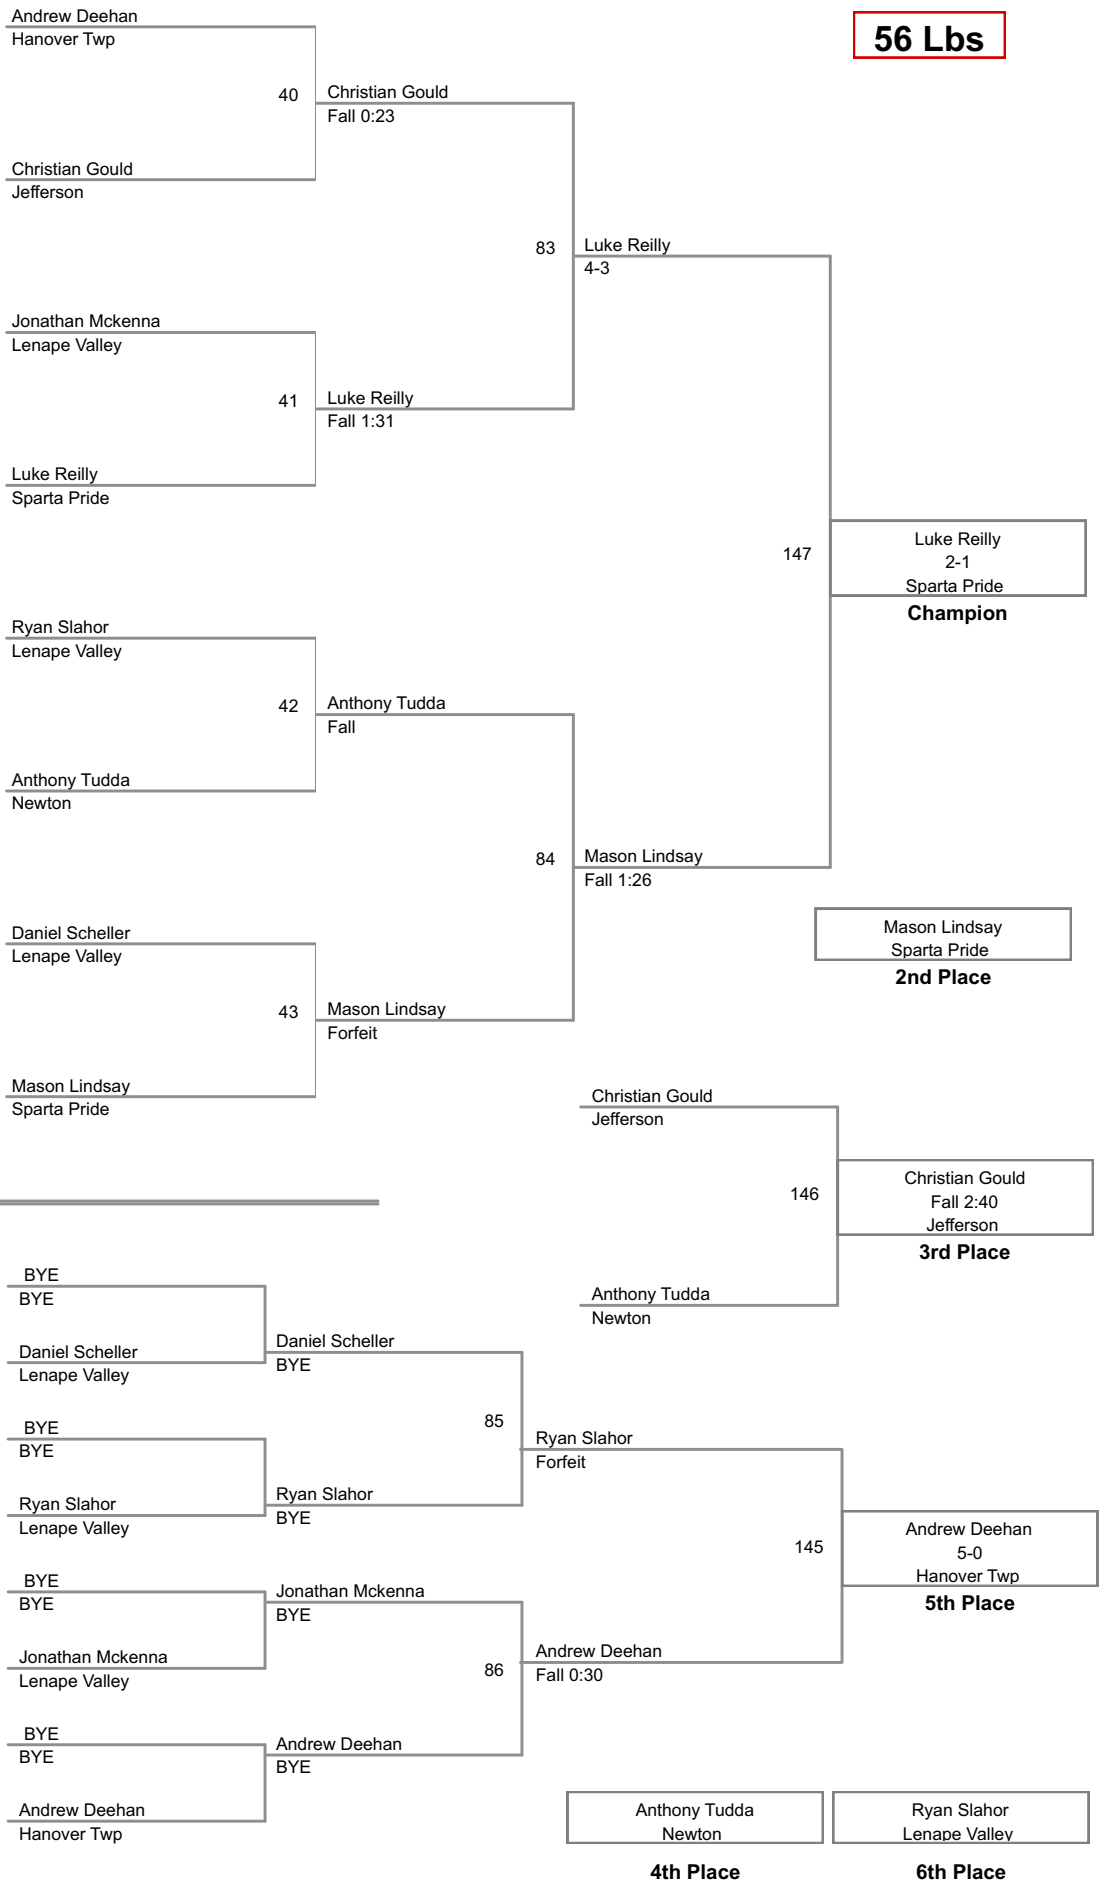 56 Lbs
Andrew Deehan
Hanover Twp
40
Christian Gould
Fall 0:23
Christian Gould
Jefferson
83
Luke Reilly
4-3
Jonathan Mckenna
Lenape Valley
41
Luke Reilly
Fall 1:31
Luke Reilly
Sparta Pride
147
Luke Reilly
2-1
Sparta Pride
Champion
Ryan Slahor
Lenape Valley
42
Anthony Tudda
Fall
Anthony Tudda
Newton
84
Mason Lindsay
Fall 1:26
Daniel Scheller
Lenape Valley
43
Mason Lindsay
Forfeit
Mason Lindsay
Sparta Pride
Mason Lindsay
Sparta Pride
2nd Place
Christian Gould
Jefferson
146
Christian Gould
Fall 2:40
Jefferson
3rd Place
Anthony Tudda
Newton
BYE
BYE
Daniel Scheller
BYE
Daniel Scheller
Lenape Valley
85
Ryan Slahor
Forfeit
BYE
BYE
Ryan Slahor
BYE
Ryan Slahor
Lenape Valley
145
Andrew Deehan
5-0
Hanover Twp
5th Place
BYE
BYE
Jonathan Mckenna
BYE
Jonathan Mckenna
Lenape Valley
86
Andrew Deehan
Fall 0:30
BYE
BYE
Andrew Deehan
BYE
Andrew Deehan
Hanover Twp
Anthony Tudda
Newton
4th Place
Ryan Slahor
Lenape Valley
6th Place